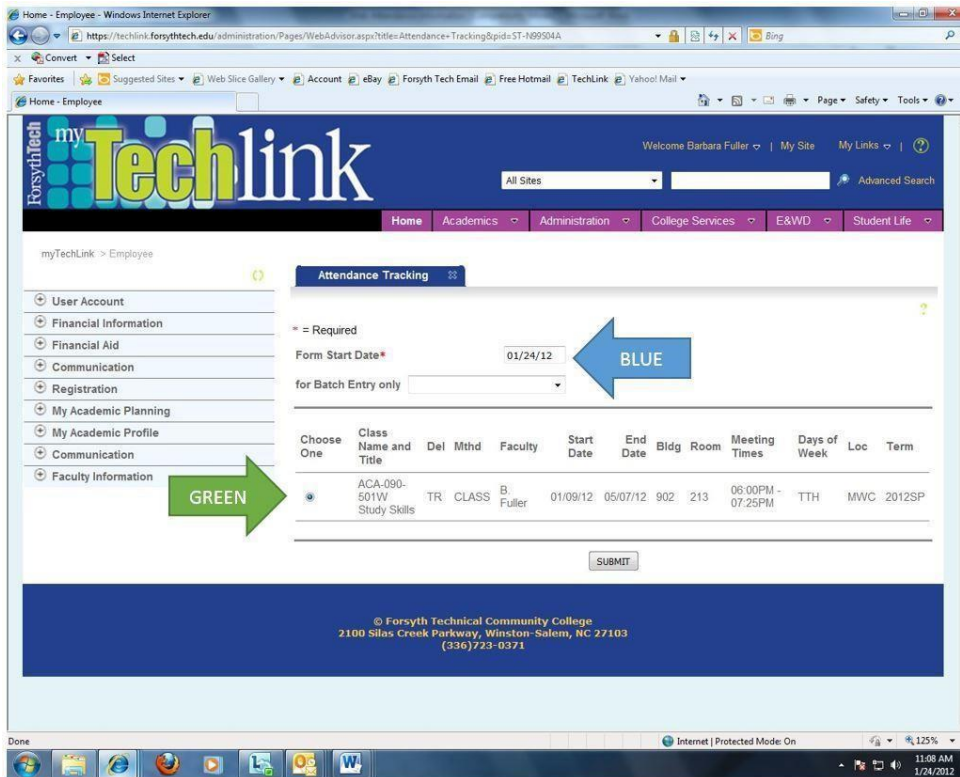 Home - Employee - Windows Internet Explorer
https://techlink.forsythtech.edu/administration/Pages/WebAdvisor.aspx?title=Attendance+Tracking&pid=ST-N99S04A
Bing
x Convert Select
Favorites Suggested Sites Web Slice Gallery Account eBay Forsyth Tech Email Free Hotmail TechLink Yahoo! Mail
Home - Employee
Page Safety Tools
ForsythTech
myTechlink
Welcome Barbara Fuller | My Site My Links |
All Sites
Advanced Search
Home Academics Administration College Services E&WD Student Life
myTechLink > Employee
Attendance Tracking
User Account
Financial Information
Financial Aid
Communication
Registration
My Academic Planning
My Academic Profile
Communication
Faculty Information
* = Required
Form Start Date* 01/24/12
BLUE
for Batch Entry only
Choose One Class Name and Title Del Mthd Faculty Start Date End Date Bldg Room Meeting Times Days of Week Loc Term
GREEN
ACA-090-501W Study Skills TR CLASS B. Fuller 01/09/12 05/07/12 902 213 06:00PM - 07:25PM TTH MWC 2012SP
SUBMIT
© Forsyth Technical Community College
2100 Silas Creek Parkway, Winston-Salem, NC 27103
(336)723-0371
Done
Internet | Protected Mode: On
125%
11:08 AM
1/24/2012